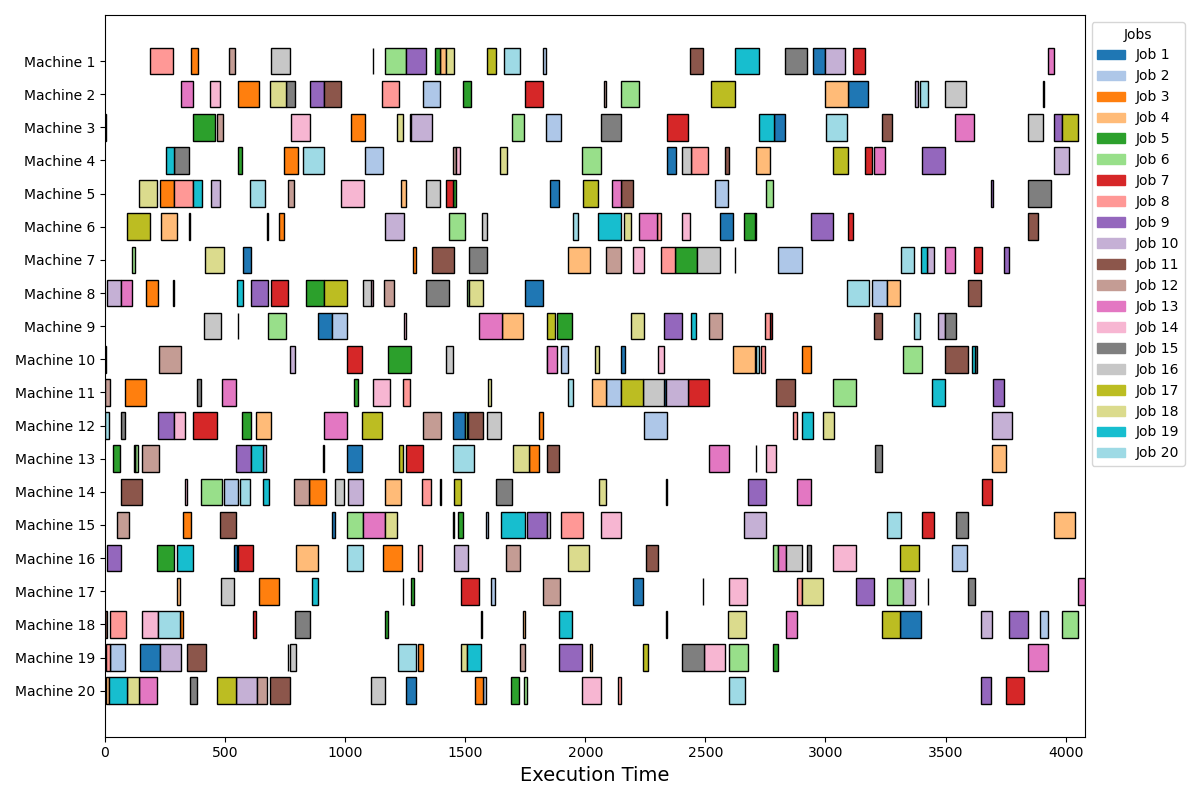 Machine 1
Machine 2
Machine 3
Machine 4
Machine 5
Machine 6
Machine 7
Machine 8
Machine 9
Machine 10
Machine 11
Machine 12
Machine 13
Machine 14
Machine 15
Machine 16
Machine 17
Machine 18
Machine 19
Machine 20
0 500 1000 1500 2000 2500 3000 3500 4000
Execution Time
Jobs
Job 1
Job 2
Job 3
Job 4
Job 5
Job 6
Job 7
Job 8
Job 9
Job 10
Job 11
Job 12
Job 13
Job 14
Job 15
Job 16
Job 17
Job 18
Job 19
Job 20